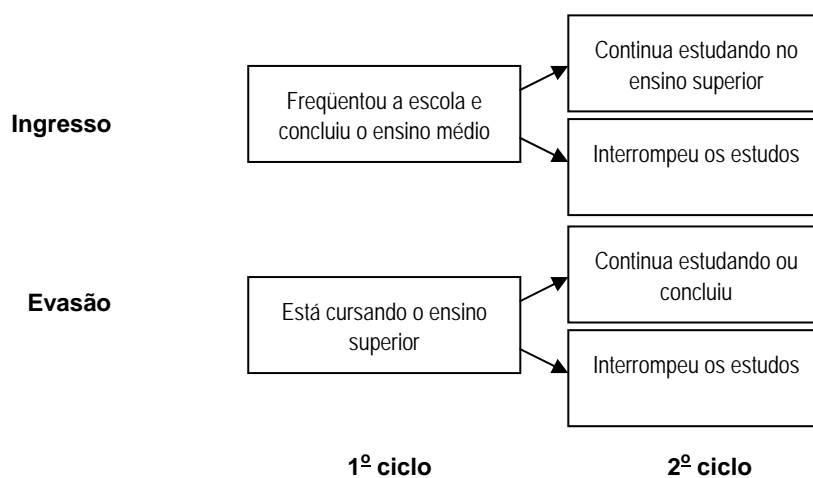 Ingresso
Freqüentou a escola e
concluiu o ensino médio
Continua estudando no
ensino superior
Interrompeu os estudos
Evasão
Está cursando o ensino
superior
Continua estudando ou
concluiu
Interrompeu os estudos
1º ciclo
2º ciclo